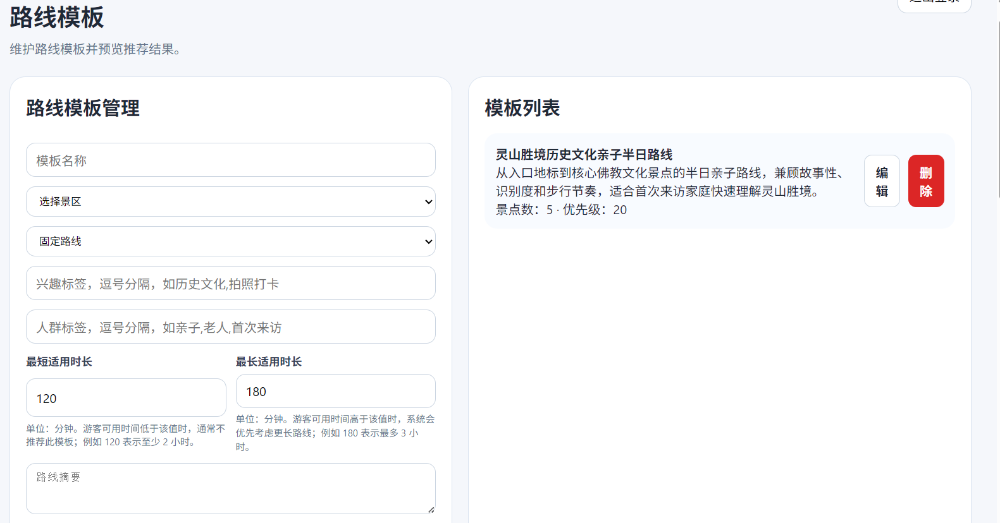 路线模板
维护路线模板并预览推荐结果。
路线模板管理
模板名称
选择景区
固定路线
兴趣标签，逗号分隔，如历史文化,拍照打卡
人群标签，逗号分隔，如亲子,老人,首次来访
最短适用时长
120
单位：分钟。游客可用时间低于该值时，通常不
推荐此模板；例如 120 表示至少 2 小时。
最长适用时长
180
单位：分钟。游客可用时间高于该值时，系统会
优先考虑更长路线；例如 180 表示最多 3 小
时。
路线摘要
模板列表
灵山胜境历史文化亲子半日路线
从入口地标到核心佛教文化景点的半日亲子路线，兼顾故事性、
识别度和步行节奏，适合首次来访家庭快速理解灵山胜境。
景点数：5 · 优先级：20
编
辑
删
除